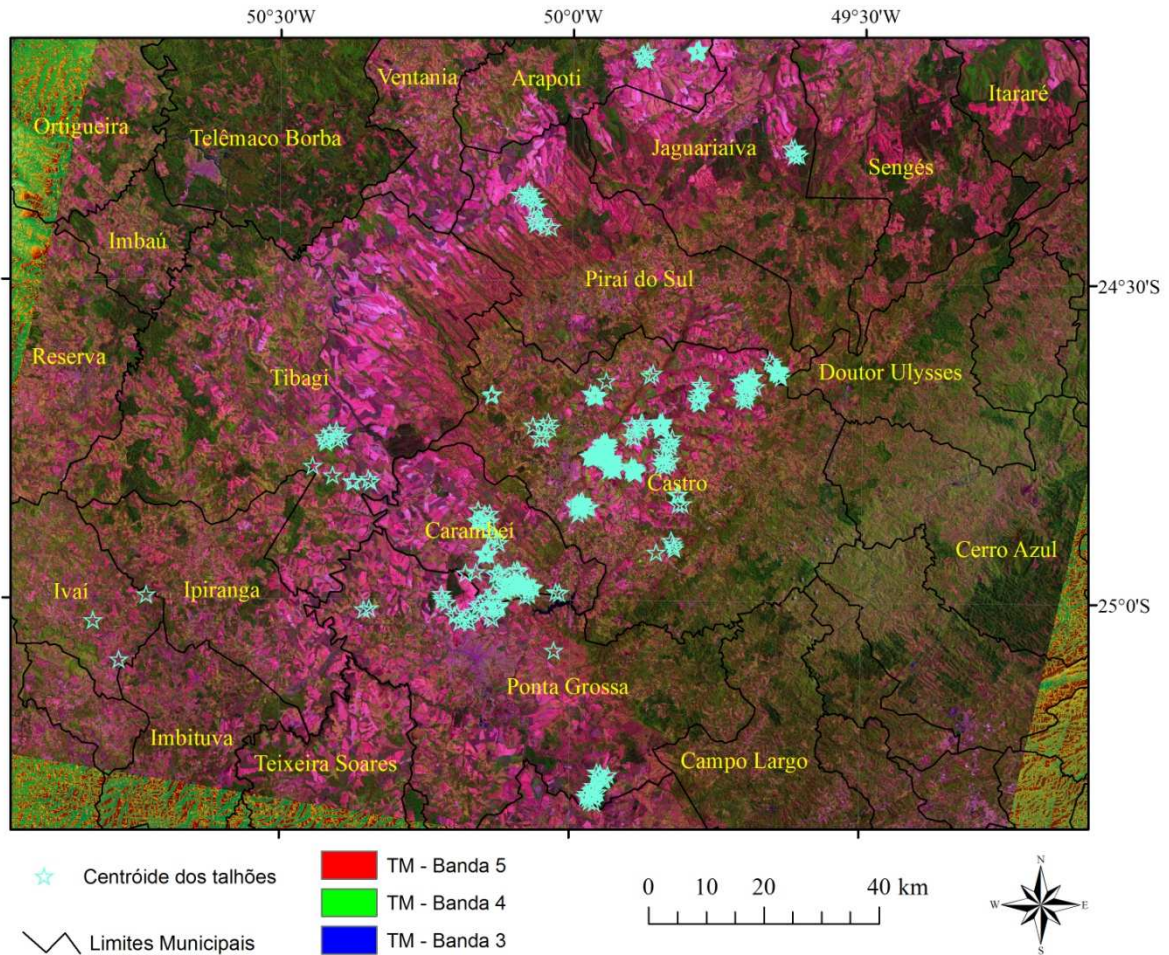 50°30'W
50°0'W
49°30'W
Ventania
Arapoti
Itararé
Ortigueira
Telêmaco Borba
Jaguariaíva
Sengés
Imbaú
Piraí do Sul
24°30'S
Reserva
Tibagi
Doutor Ulysses
Castro
Carambeí
Cerro Azul
Ivaí
Ipiranga
25°0'S
Ponta Grossa
Imbituva
Teixeira Soares
Campo Largo
Centróide dos talhões
Limites Municipais
TM - Banda 5
TM - Banda 4
TM - Banda 3
0 10 20 40 km
N
W
E
S